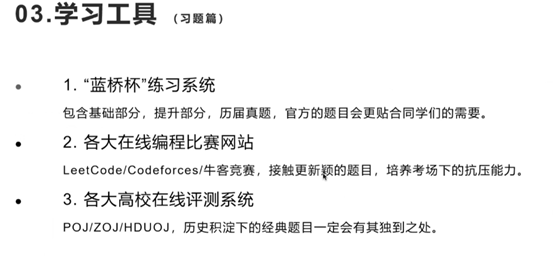 03.学习工具 （习题篇）
1. “蓝桥杯”练习系统
包含基础部分，提升部分，历届真题，官方的题目会更贴合同学们的需要。
2. 各大在线编程比赛网站
LeetCode/Codeforces/牛客竞赛，接触更新颖的题目，培养考场下的抗压能力。
3. 各大高校在线评测系统
POJ/ZOJ/HDUOJ，历史积淀下的经典题目一定会有其独到之处。